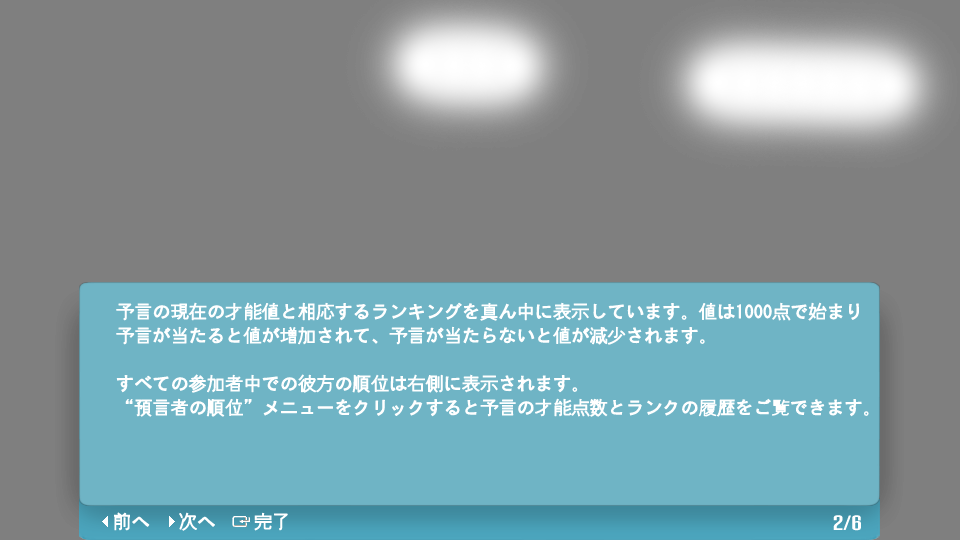 予言の現在の才能値と相応するランキングを真ん中に表示しています。値は1000点で始まり
予言が当たると値が増加されて、予言が当たらないと値が減少されます。
すべての参加者中での彼方の順位は右側に表示されます。
“預言者の順位”メニューをクリックすると予言の才能点数とランクの履歴をご覧できます。
前へ 次へ 完了 2/6